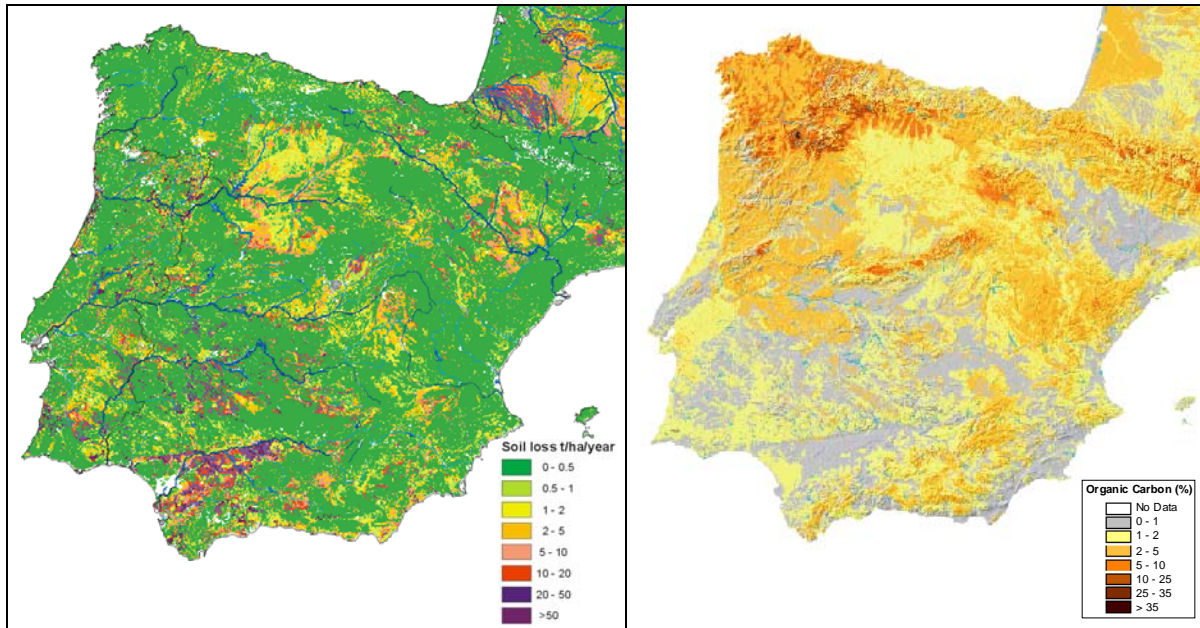 Soil loss t/ha/year
0 - 0.5
0.5 - 1
1 - 2
2 - 5
5 - 10
10 - 20
20 - 50
>50
Organic Carbon (%)
No Data
0 - 1
1 - 2
2 - 5
5 - 10
10 - 25
25 - 35
> 35